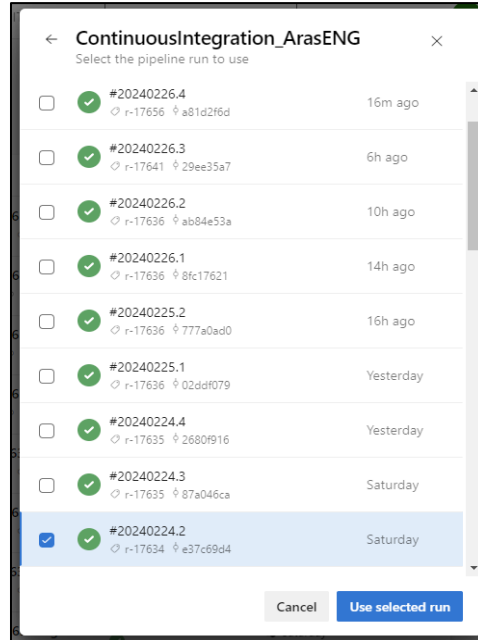 ContinuousIntegration_ArasENG
Select the pipeline run to use
#20240226.4
r-17656 a81d2f6d
16m ago
#20240226.3
r-17641 29ee35a7
6h ago
#20240226.2
r-17636 ab84e53a
10h ago
#20240226.1
r-17636 8fc17621
14h ago
#20240225.2
r-17636 777a0ad0
16h ago
#20240225.1
r-17636 02ddf079
Yesterday
#20240224.4
r-17635 2680f916
Yesterday
#20240224.3
r-17635 87a046ca
Saturday
#20240224.2
r-17634 e37c69d4
Saturday
Cancel
Use selected run